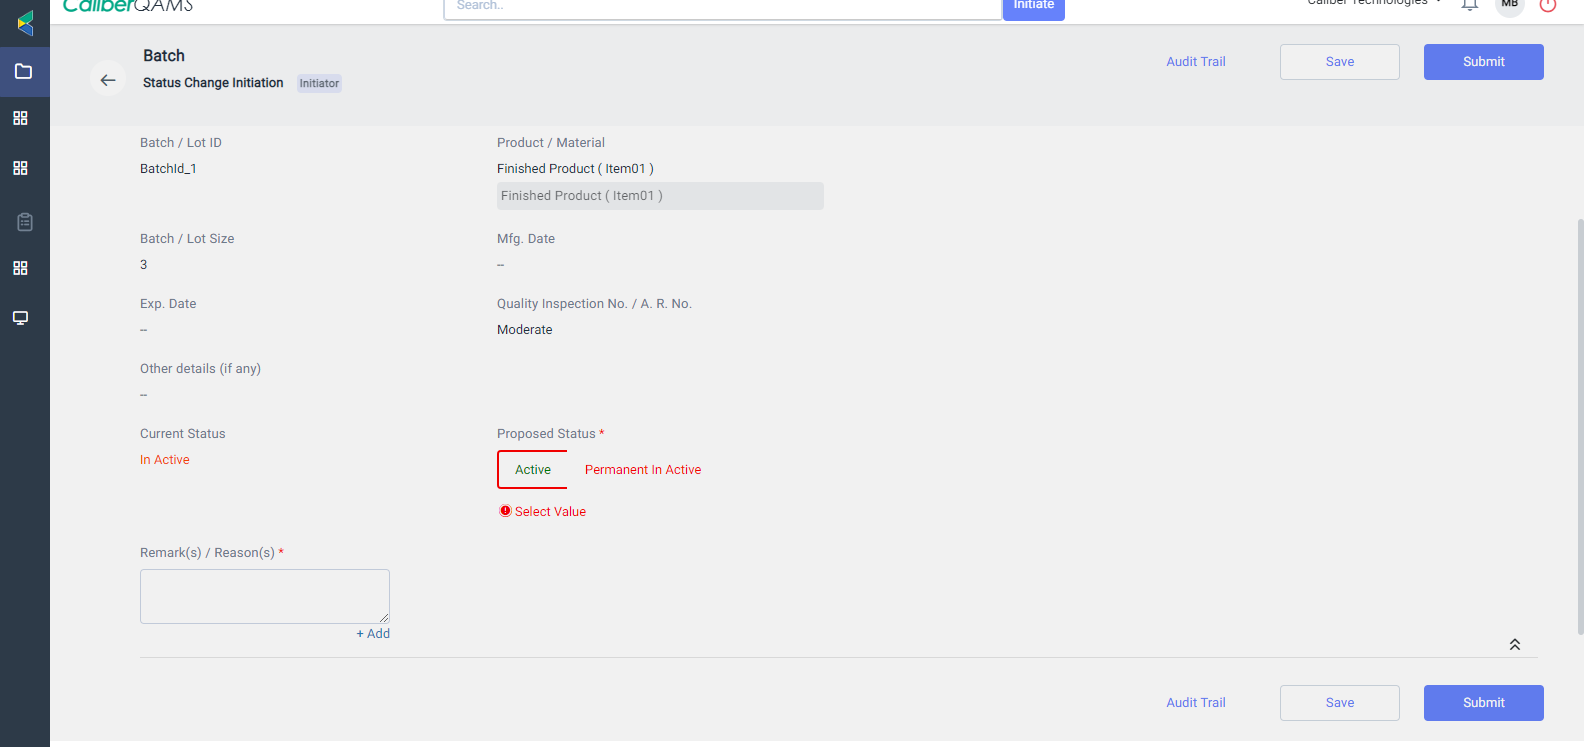 CaliberQAMS
Search..
Initiate
Caliber Technologies
MB
Batch
Status Change Initiation
Initiator
Audit Trail
Save
Submit
Batch / Lot ID
BatchId_1
Product / Material
Finished Product ( Item01 )
Finished Product ( Item01 )
Batch / Lot Size
3
Mfg. Date
--
Exp. Date
--
Quality Inspection No. / A. R. No.
Moderate
Other details (if any)
--
Current Status
In Active
Proposed Status *
Active
Permanent In Active
Select Value
Remark(s) / Reason(s) *
+ Add
Audit Trail
Save
Submit